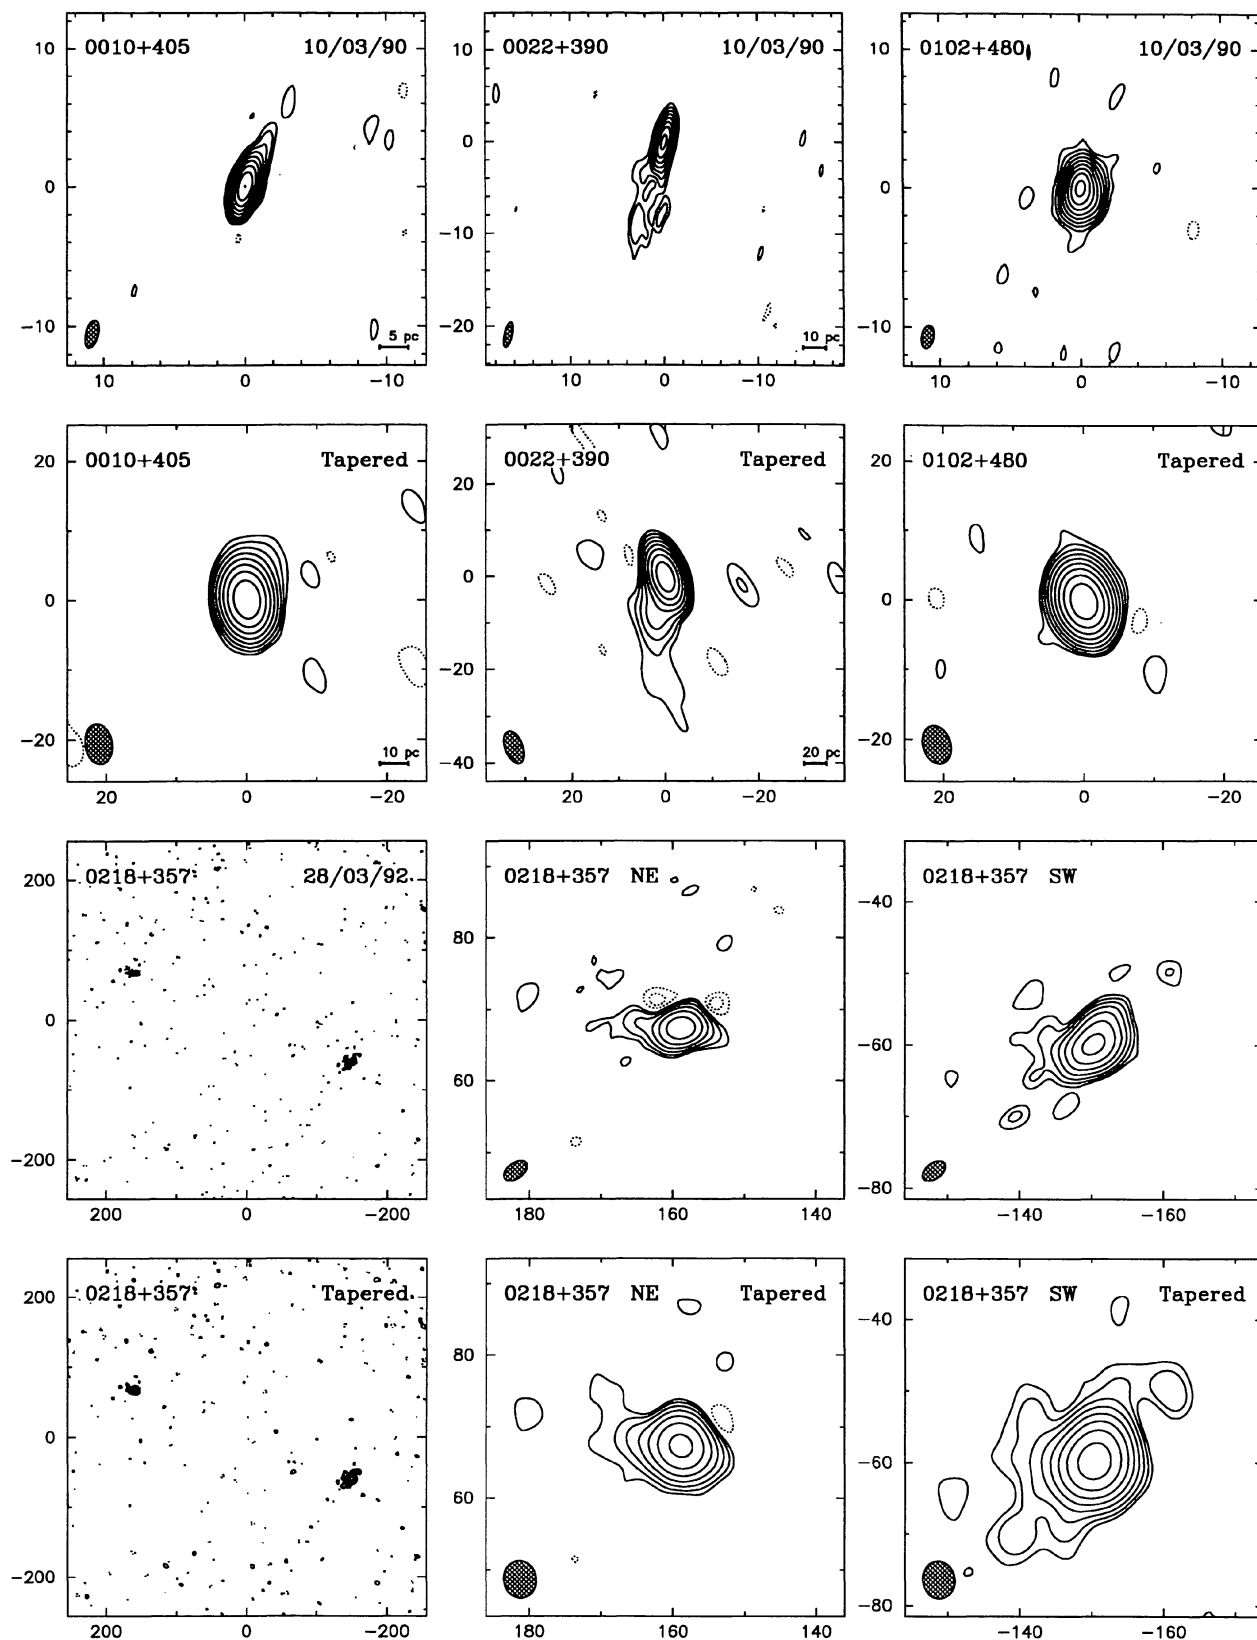 0010+405 10/03/90
10
0
-10
5 pc
10 0 -10
0022+390 10/03/90
10
0
-10
-20
10 pc
10 0 -10
0102+480 10/03/90
10
0
-10
10 0 -10
0010+405 Tapered
20
0
-20
10 pc
20 0 -20
0022+390 Tapered
20
0
-20
-40
20 pc
20 0 -20
0102+480 Tapered
20
0
-20
20 0 -20
0218+357 28/03/92
200
0
-200
200 0 -200
0218+357 NE
80
60
180 160 140
0218+357 SW
-40
-60
-80
-140 -160
0218+357 Tapered
200
0
-200
200 0 -200
0218+357 NE Tapered
80
60
180 160 140
0218+357 SW Tapered
-40
-60
-80
-140 -160